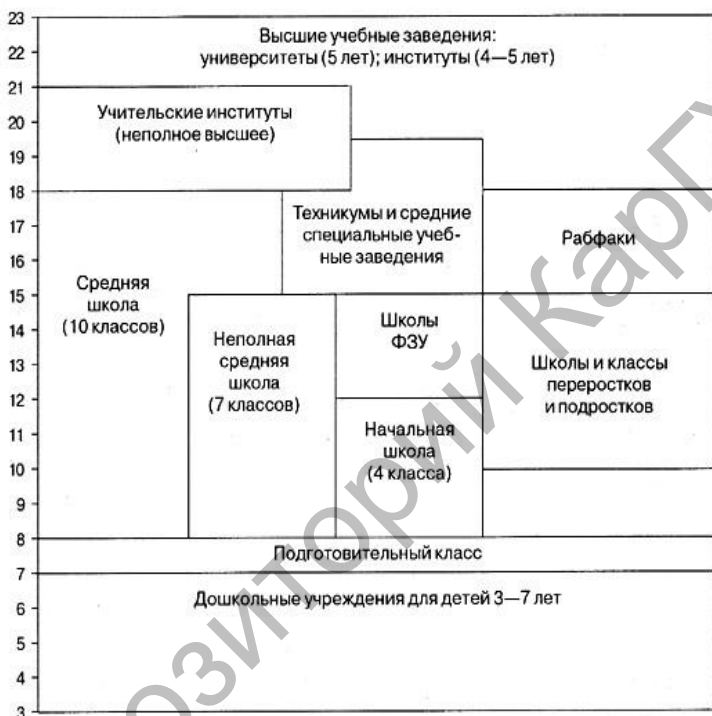 23
Высшие учебные заведения:
университеты (5 лет); институты (4—5 лет)
22
21
Учительские институты
(неполное высшее)
20
19
18
Техникумы и средние
специальные учеб-
ные заведения
Рабфаки
17
16
Средняя
школа
(10 классов)
15
Школы
ФЗУ
14
Неполная
средняя
школа
(7 классов)
Школы и классы
переростков
и подростков
13
12
Начальная
школа
(4 класса)
11
10
9
8
Подготовительный класс
7
Дошкольные учреждения для детей 3—7 лет
6
5
4
3